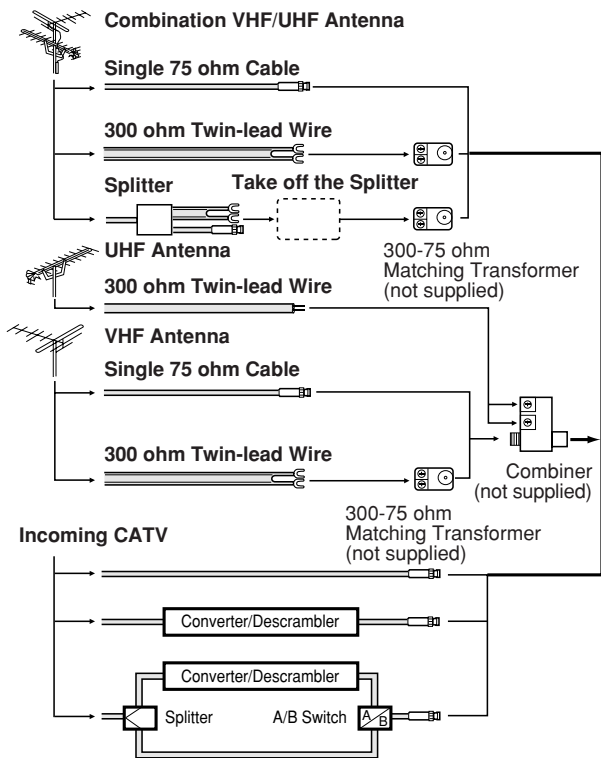 Combination VHF/UHF Antenna
Single 75 ohm Cable
300 ohm Twin-lead Wire
Splitter
Take off the Splitter
UHF Antenna
300-75 ohm
Matching Transformer
(not supplied)
300 ohm Twin-lead Wire
VHF Antenna
Single 75 ohm Cable
300 ohm Twin-lead Wire
Combiner
(not supplied)
300-75 ohm
Matching Transformer
(not supplied)
Incoming CATV
Converter/Descrambler
Converter/Descrambler
Splitter
A/B Switch
A
B